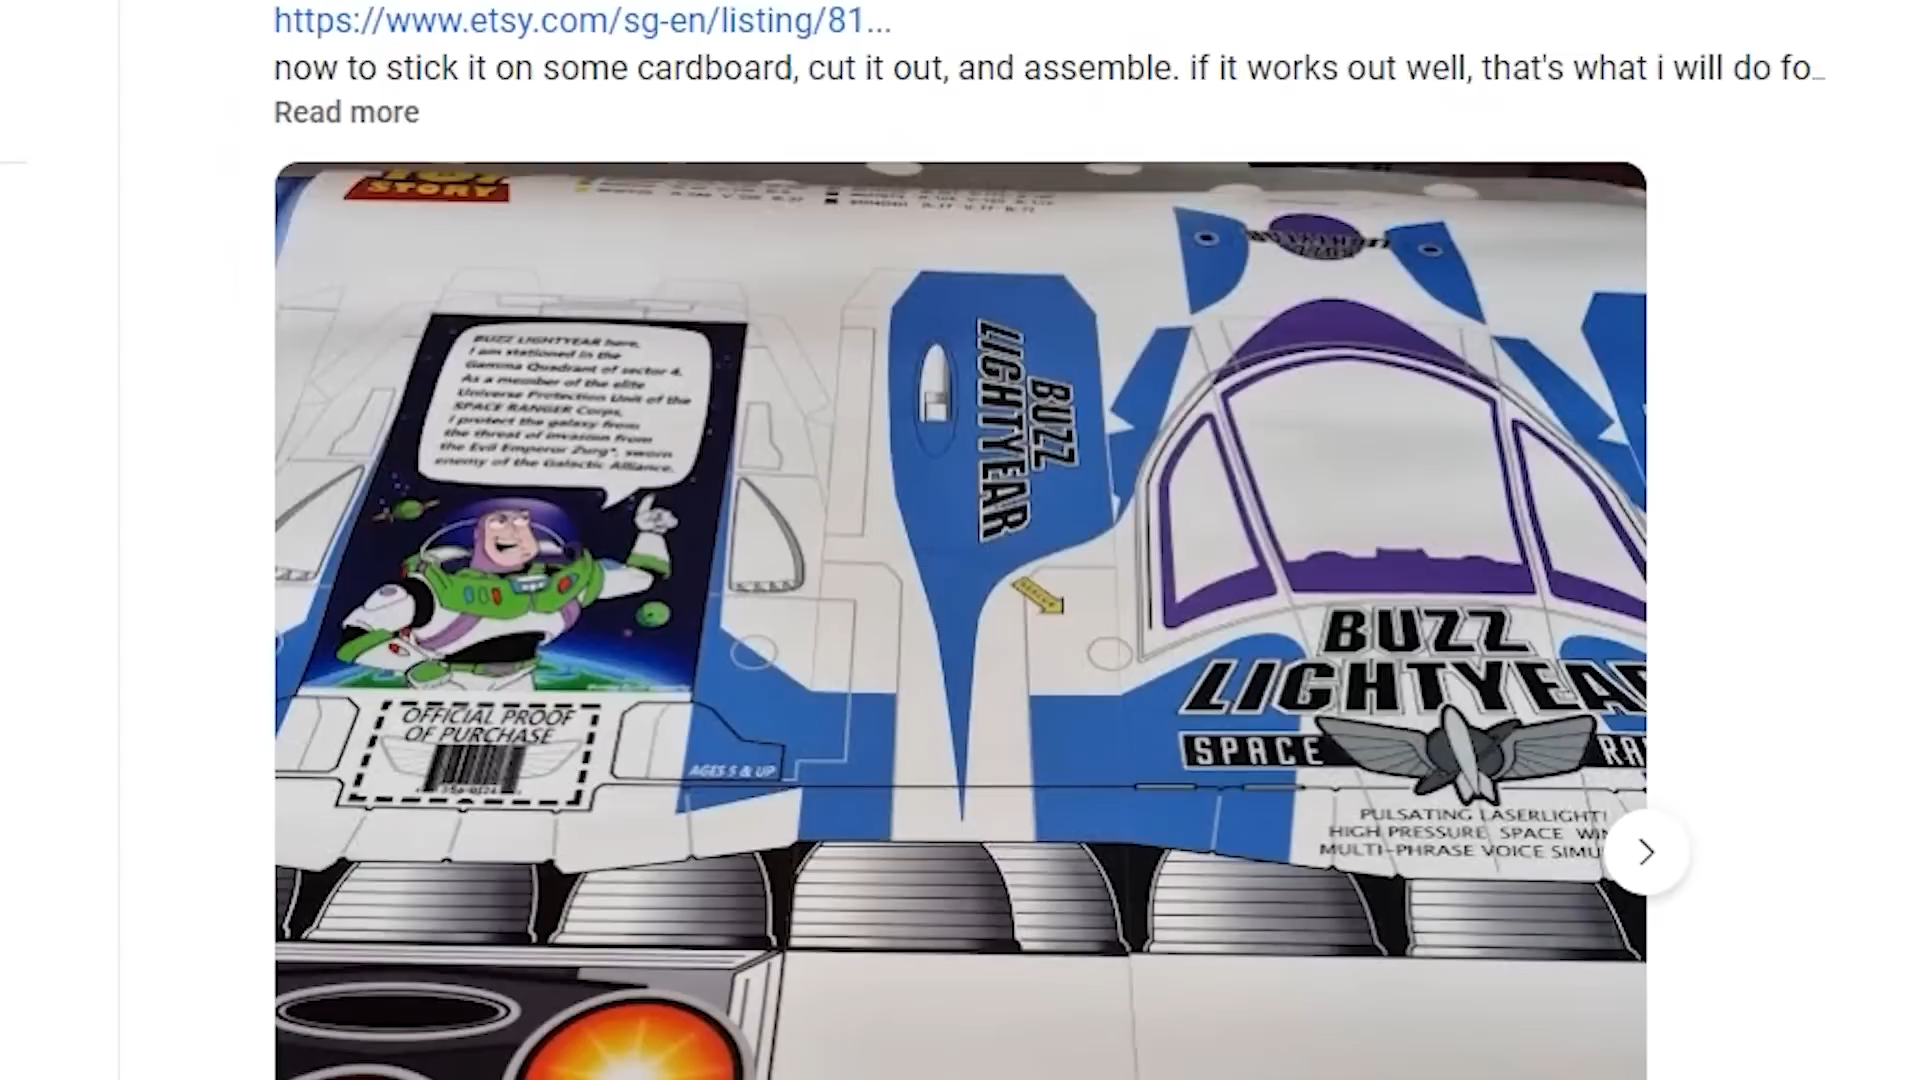 https://www.etsy.com/sg-en/listing/81...
now to stick it on some cardboard, cut it out, and assemble. if it works out well, that's what i will do fo...
Read more
TOY
STORY
BUZZ LIGHTYEAR here,
I am stationed in the
Gamma Quadrant of sector 4.
As a member of the elite
Universe Protection Unit of the
SPACE RANGER Corps,
I protect the galaxy from
the threat of invasion from
the Evil Emperor Zurg*, sworn
enemy of the Galactic Alliance.
OFFICIAL PROOF
OF PURCHASE
AGES 5 & UP
BUZZ
LIGHTYEAR
RESCUE
BUZZ
LIGHTYEAR
SPACE RA
PULSATING LASERLIGHT!
HIGH PRESSURE SPACE WIN
MULTI-PHRASE VOICE SIMU